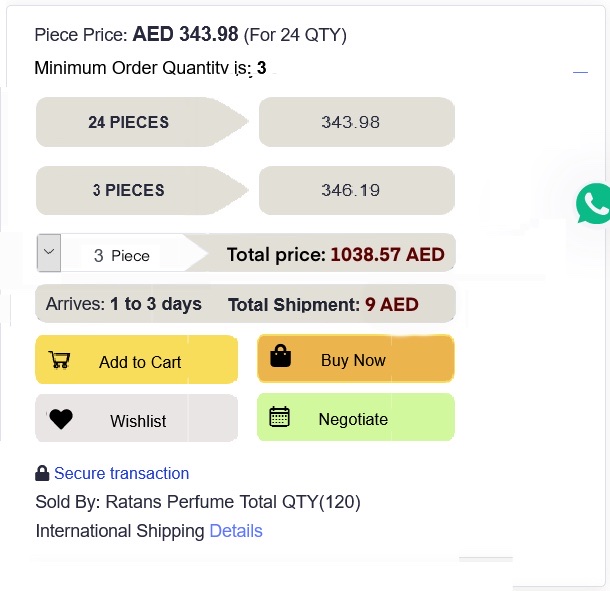 Piece Price: AED 343.98 (For 24 QTY)
Minimum Order Quantity is: 3
24 PIECES 343.98
3 PIECES 346.19
3 Piece Total price: 1038.57 AED
Arrives: 1 to 3 days Total Shipment: 9 AED
Add to Cart Buy Now
Wishlist Negotiate
Secure transaction
Sold By: Ratans Perfume Total QTY(120)
International Shipping Details